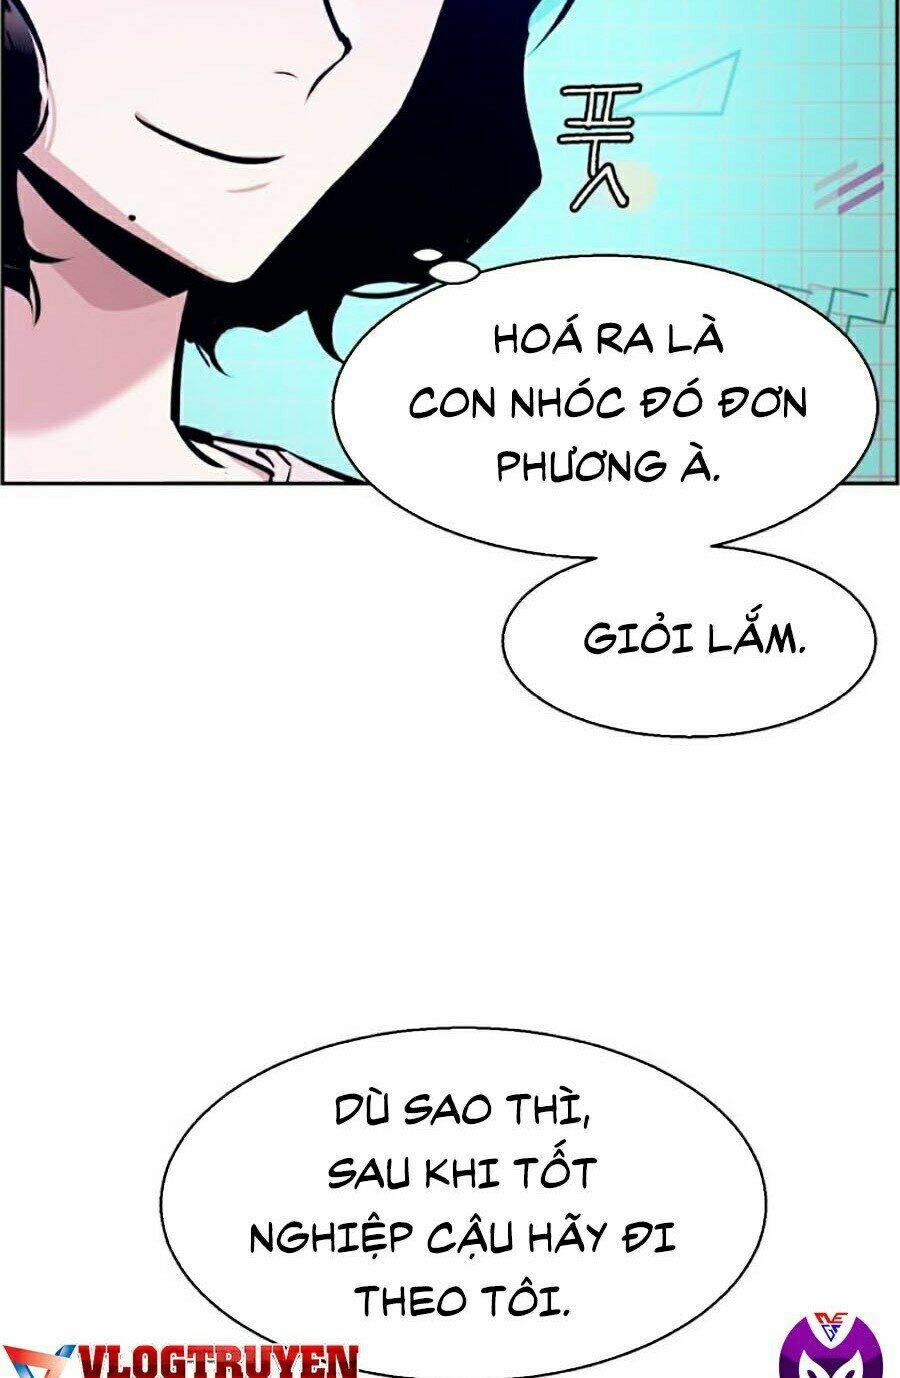 풋
HOÁ RA LÀ
CON NHÓC ĐÓ ĐƠN
PHƯƠNG À.
GIỎI LẮM.
DÙ SAO THÌ,
SAU KHI TỐT
NGHIỆP CẬU HÃY ĐI
THEO TÔI.
VLOGTRUYEN